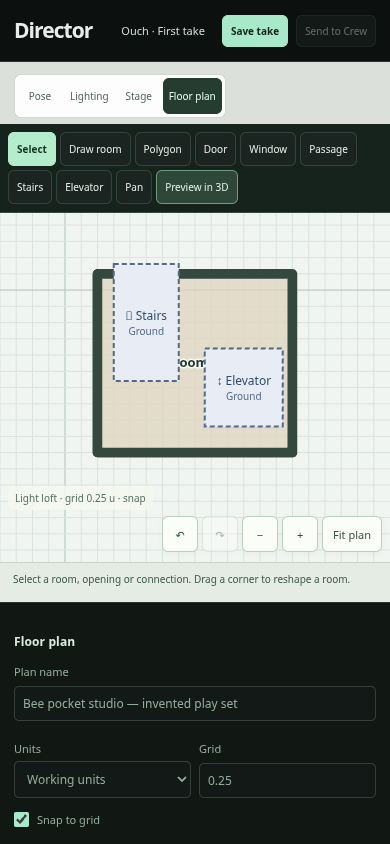 Director
Ouch · First take
Save take
Send to Crew
Pose
Lighting
Stage
Floor plan
Select
Draw room
Polygon
Door
Window
Passage
Stairs
Elevator
Pan
Preview in 3D
Stairs
Ground
↕ Elevator
Ground
Light loft · grid 0.25 u · snap
↶
↷
−
+
Fit plan
Select a room, opening or connection. Drag a corner to reshape a room.
Floor plan
Plan name
Bee pocket studio — invented play set
Units
Grid
Working units
0.25
Snap to grid